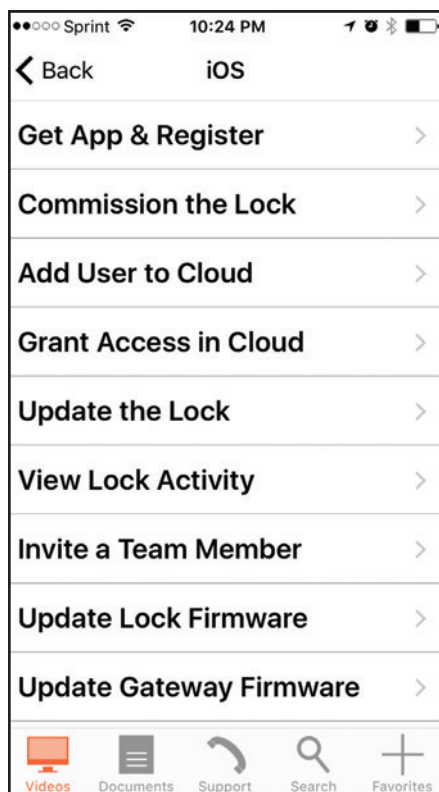 Sprint 10:24 PM
Back iOS
Get App & Register
Commission the Lock
Add User to Cloud
Grant Access in Cloud
Update the Lock
View Lock Activity
Invite a Team Member
Update Lock Firmware
Update Gateway Firmware
Videos Documents Support Search Favorites